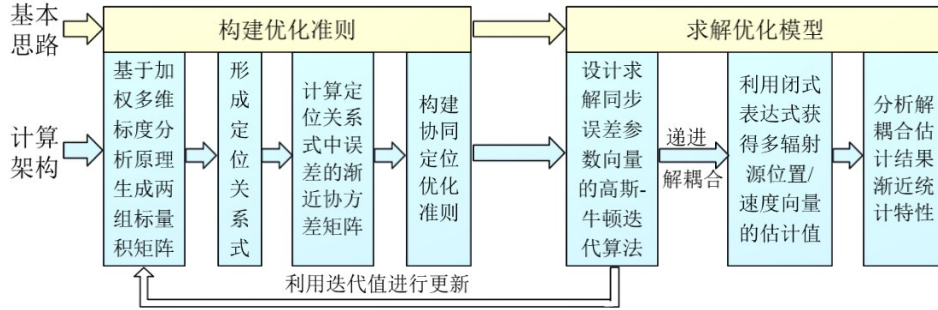 基本
思路
构建优化准则
求解优化模型
计算
架构
基于加
权多维
标度分
析原理
生成两
组标量
积矩阵
形
成
定
位
关
系
式
计算定
位关系
式中误
差的渐
近协方
差矩阵
构建
协同
定位
优化
准则
设计求
解同步
误差参
数向量
的高斯-
牛顿迭
代算法
递进
解耦合
利用闭式
表达式获
得多辐射
源位置/
速度向量
的估计值
分析解
耦合估
计结果
渐近统
计特性
利用迭代值进行更新